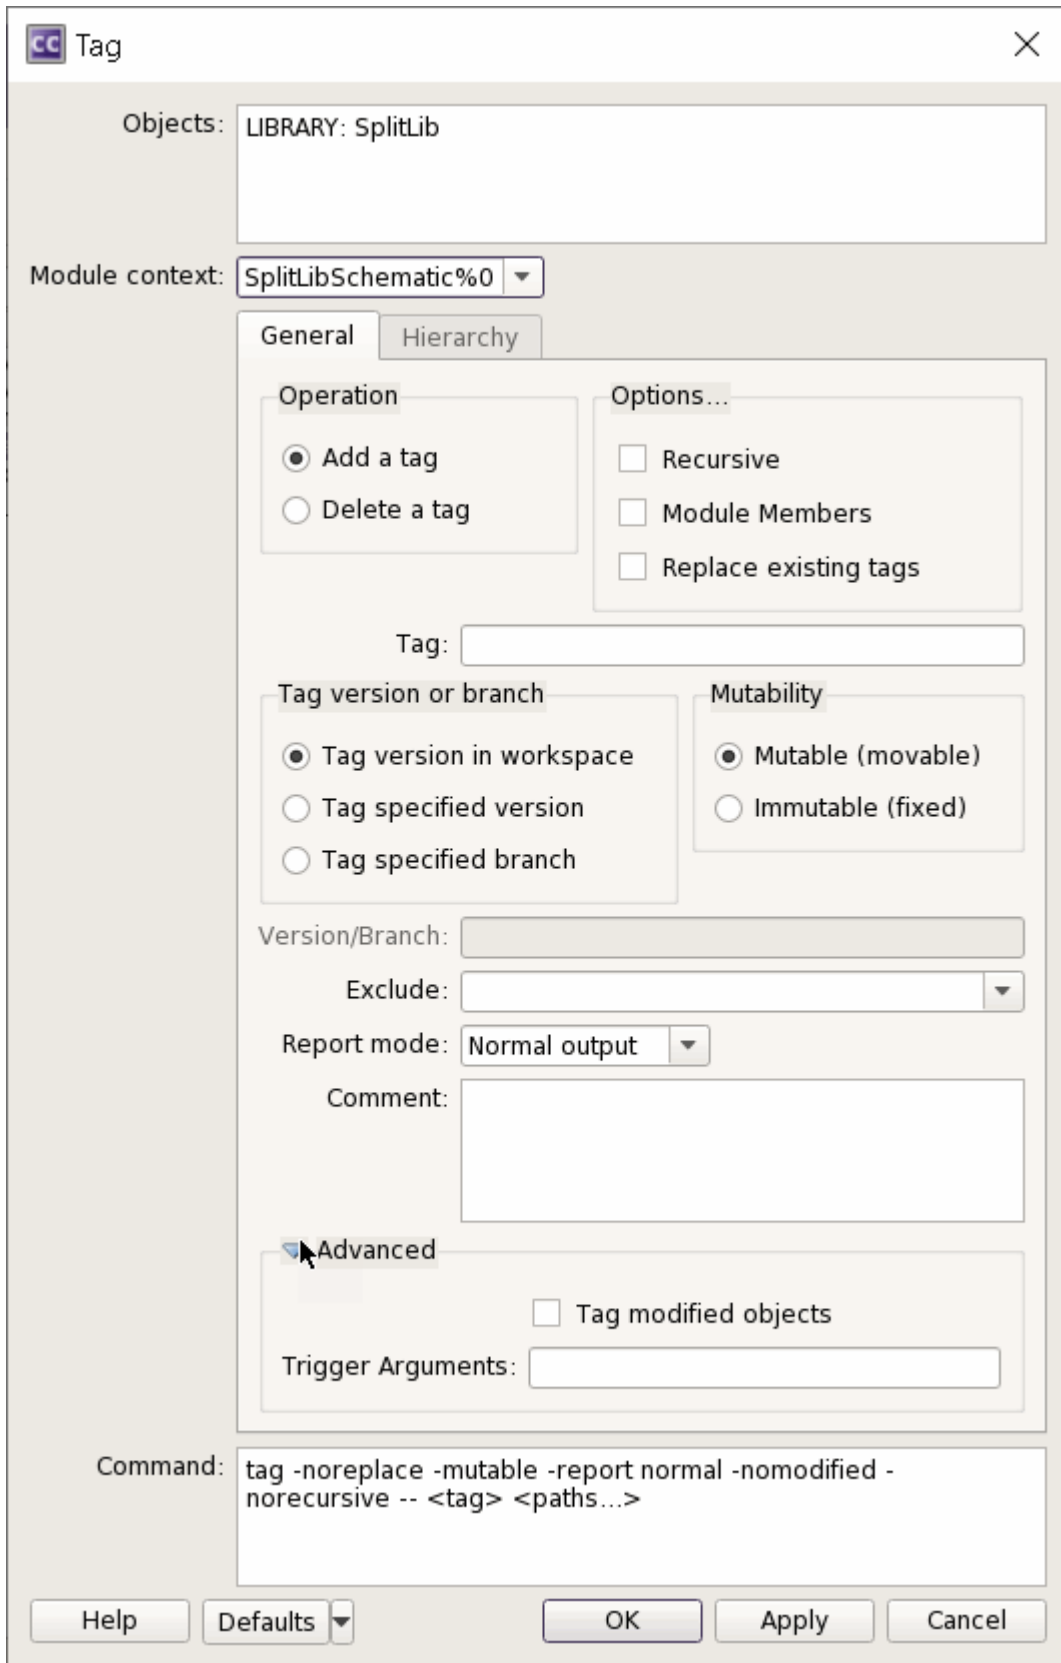 CC Tag
Objects: LIBRARY: SplitLib
Module context: SplitLibSchematic%0
General Hierarchy
Operation
Add a tag
Delete a tag
Options...
Recursive
Module Members
Replace existing tags
Tag:
Tag version or branch
Tag version in workspace
Tag specified version
Tag specified branch
Mutability
Mutable (movable)
Immutable (fixed)
Version/Branch:
Exclude:
Report mode: Normal output
Comment:
Advanced
Tag modified objects
Trigger Arguments:
Command: tag -noreplace -mutable -report normal -nomodified -
norecursive -- <tag> <paths...>
Help Defaults OK Apply Cancel